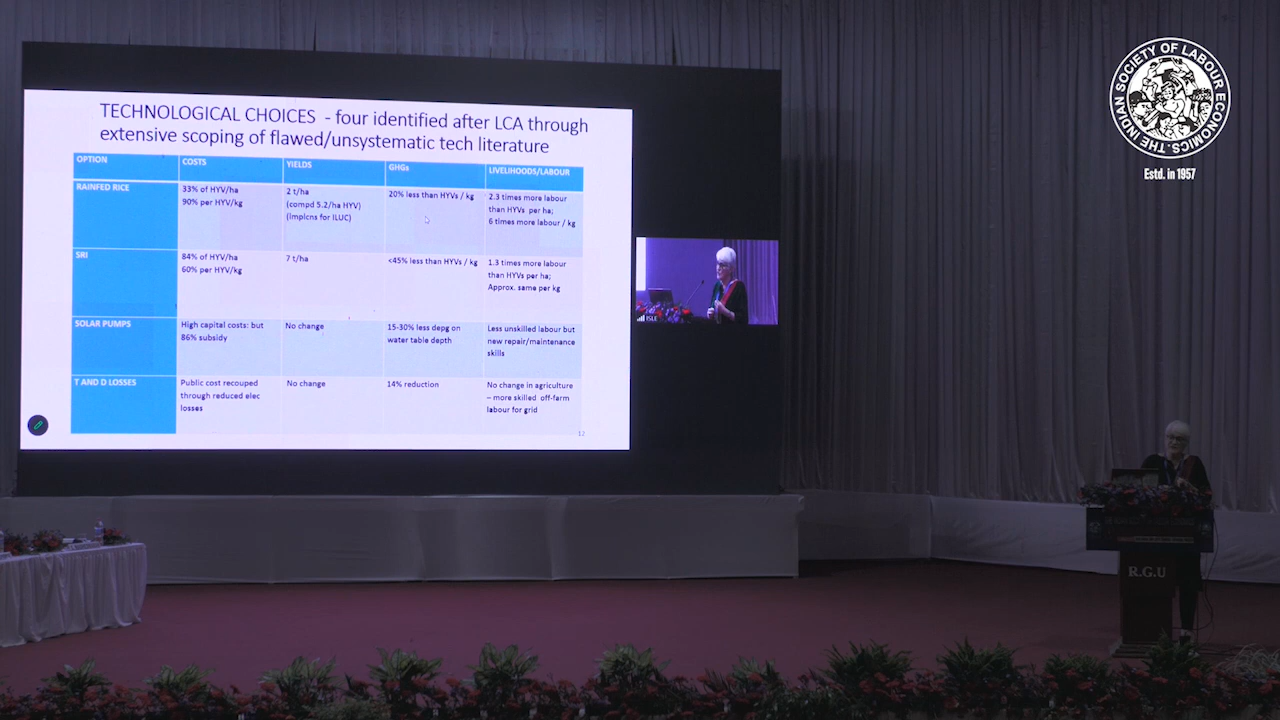 TECHNOLOGICAL CHOICES - four identified after LCA through
extensive scoping of flawed/unsystematic tech literature
OPTION
COSTS
YIELDS
GHGs
LIVELIHOODS/LABOUR
RAINFED RICE
33% of HYV/ha
90% per HYV/kg
2 t/ha
(compd 5.2/ha HYV)
(Implcns for ILUC)
20% less than HYVs / kg
2.3 times more labour
than HYVs per ha;
6 times more labour / kg
SRI
84% of HYV/ha
60% per HYV/kg
7 t/ha
<45% less than HYVs / kg
1.3 times more labour
than HYVs per ha;
Approx. same per kg
SOLAR PUMPS
High capital costs: but
86% subsidy
No change
15-30% less depg on
water table depth
Less unskilled labour but
new repair/maintenance
skills
T AND D LOSSES
Public cost recouped
through reduced elec
losses
No change
14% reduction
No change in agriculture
– more skilled off-farm
labour for grid
12
ISLE
THE INDIAN SOCIETY OF LABOUR ECONOMICS
Estd. in 1957
R.G.U